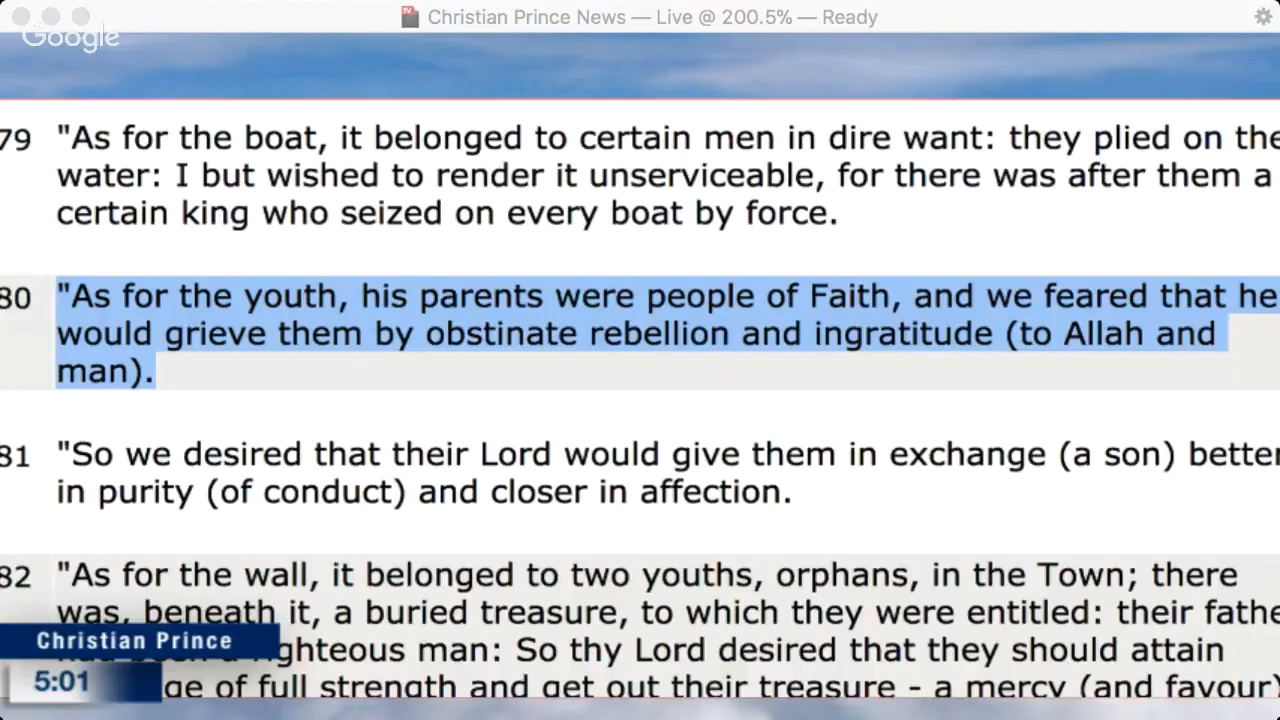 Christian Prince News — Live @ 200.5% — Ready
Google
79 "As for the boat, it belonged to certain men in dire want: they plied on the
water: I but wished to render it unserviceable, for there was after them a
certain king who seized on every boat by force.
80 "As for the youth, his parents were people of Faith, and we feared that he
would grieve them by obstinate rebellion and ingratitude (to Allah and
man).
81 "So we desired that their Lord would give them in exchange (a son) better
in purity (of conduct) and closer in affection.
82 "As for the wall, it belonged to two youths, orphans, in the Town; there
was, beneath it, a buried treasure, to which they were entitled: their fathe
righteous man: So thy Lord desired that they should attain
of full strength and get out their treasure - a mercy (and favour)
Christian Prince
5:01